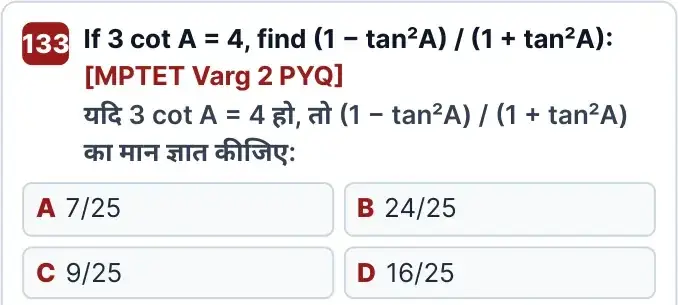 133 If 3 cot A = 4, find (1 − tan²A) / (1 + tan²A):
[MPTET Varg 2 PYQ]
यदि 3 cot A = 4 हो, तो (1 − tan²A) / (1 + tan²A)
का मान ज्ञात कीजिए:
A 7/25
B 24/25
C 9/25
D 16/25